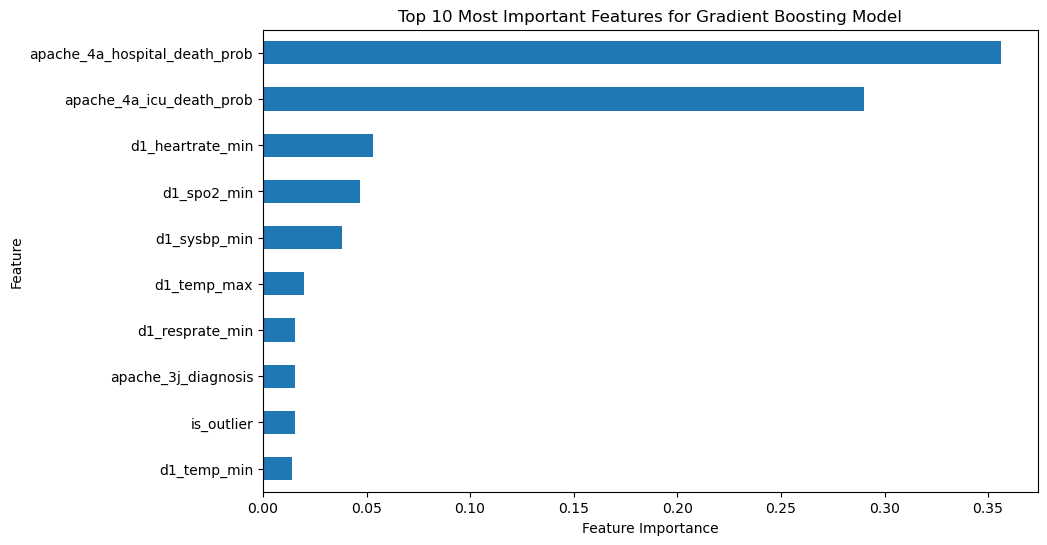 Top 10 Most Important Features for Gradient Boosting Model
Feature
apache_4a_hospital_death_prob
apache_4a_icu_death_prob
d1_heartrate_min
d1_spo2_min
d1_sysbp_min
d1_temp_max
d1_resprate_min
apache_3j_diagnosis
is_outlier
d1_temp_min
0.00 0.05 0.10 0.15 0.20 0.25 0.30 0.35
Feature Importance